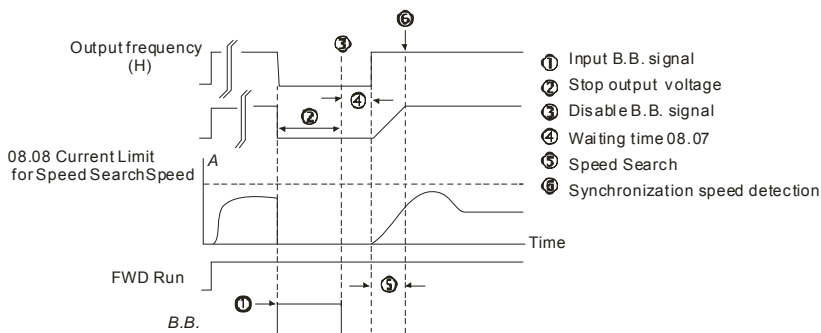 Output frequency
(H)
08.08 Current Limit
for Speed SearchSpeed
A
Time
FWD Run
B.B.
①
②
③
④
⑤
⑥
① Input B.B. signal
② Stop output voltage
③ Disable B.B. signal
④ Waiting time 08.07
⑤ Speed Search
⑥ Synchronization speed detection